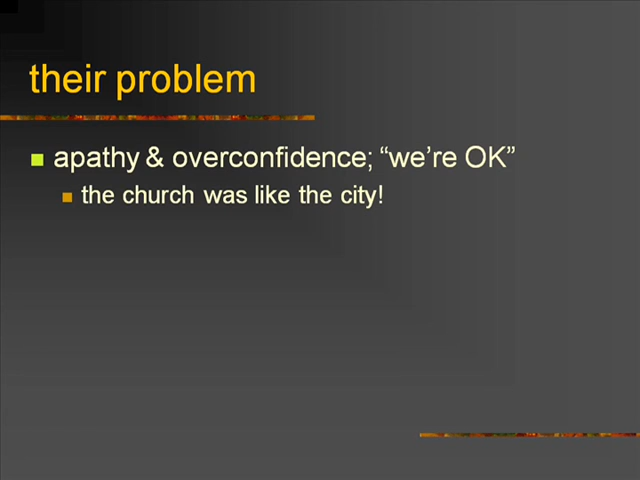 their problem
apathy & overconfidence; “we’re OK”
the church was like the city!